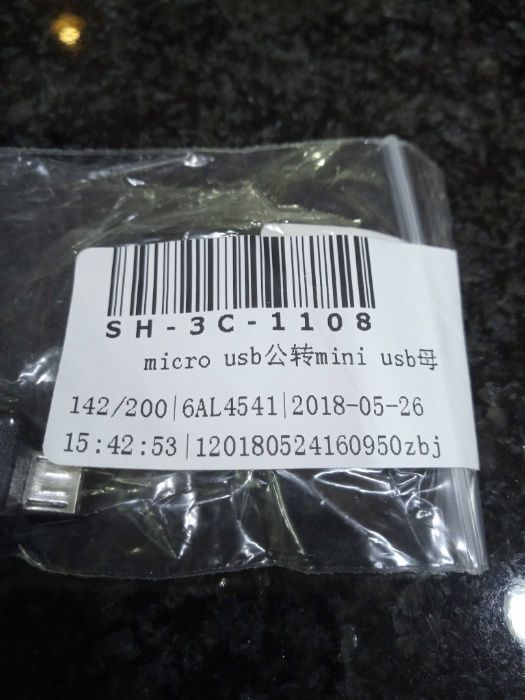 SH-3C-1108
micro usb公转mini usb母
142/200|6AL4541|2018-05-26
15:42:53|120180524160950zbj